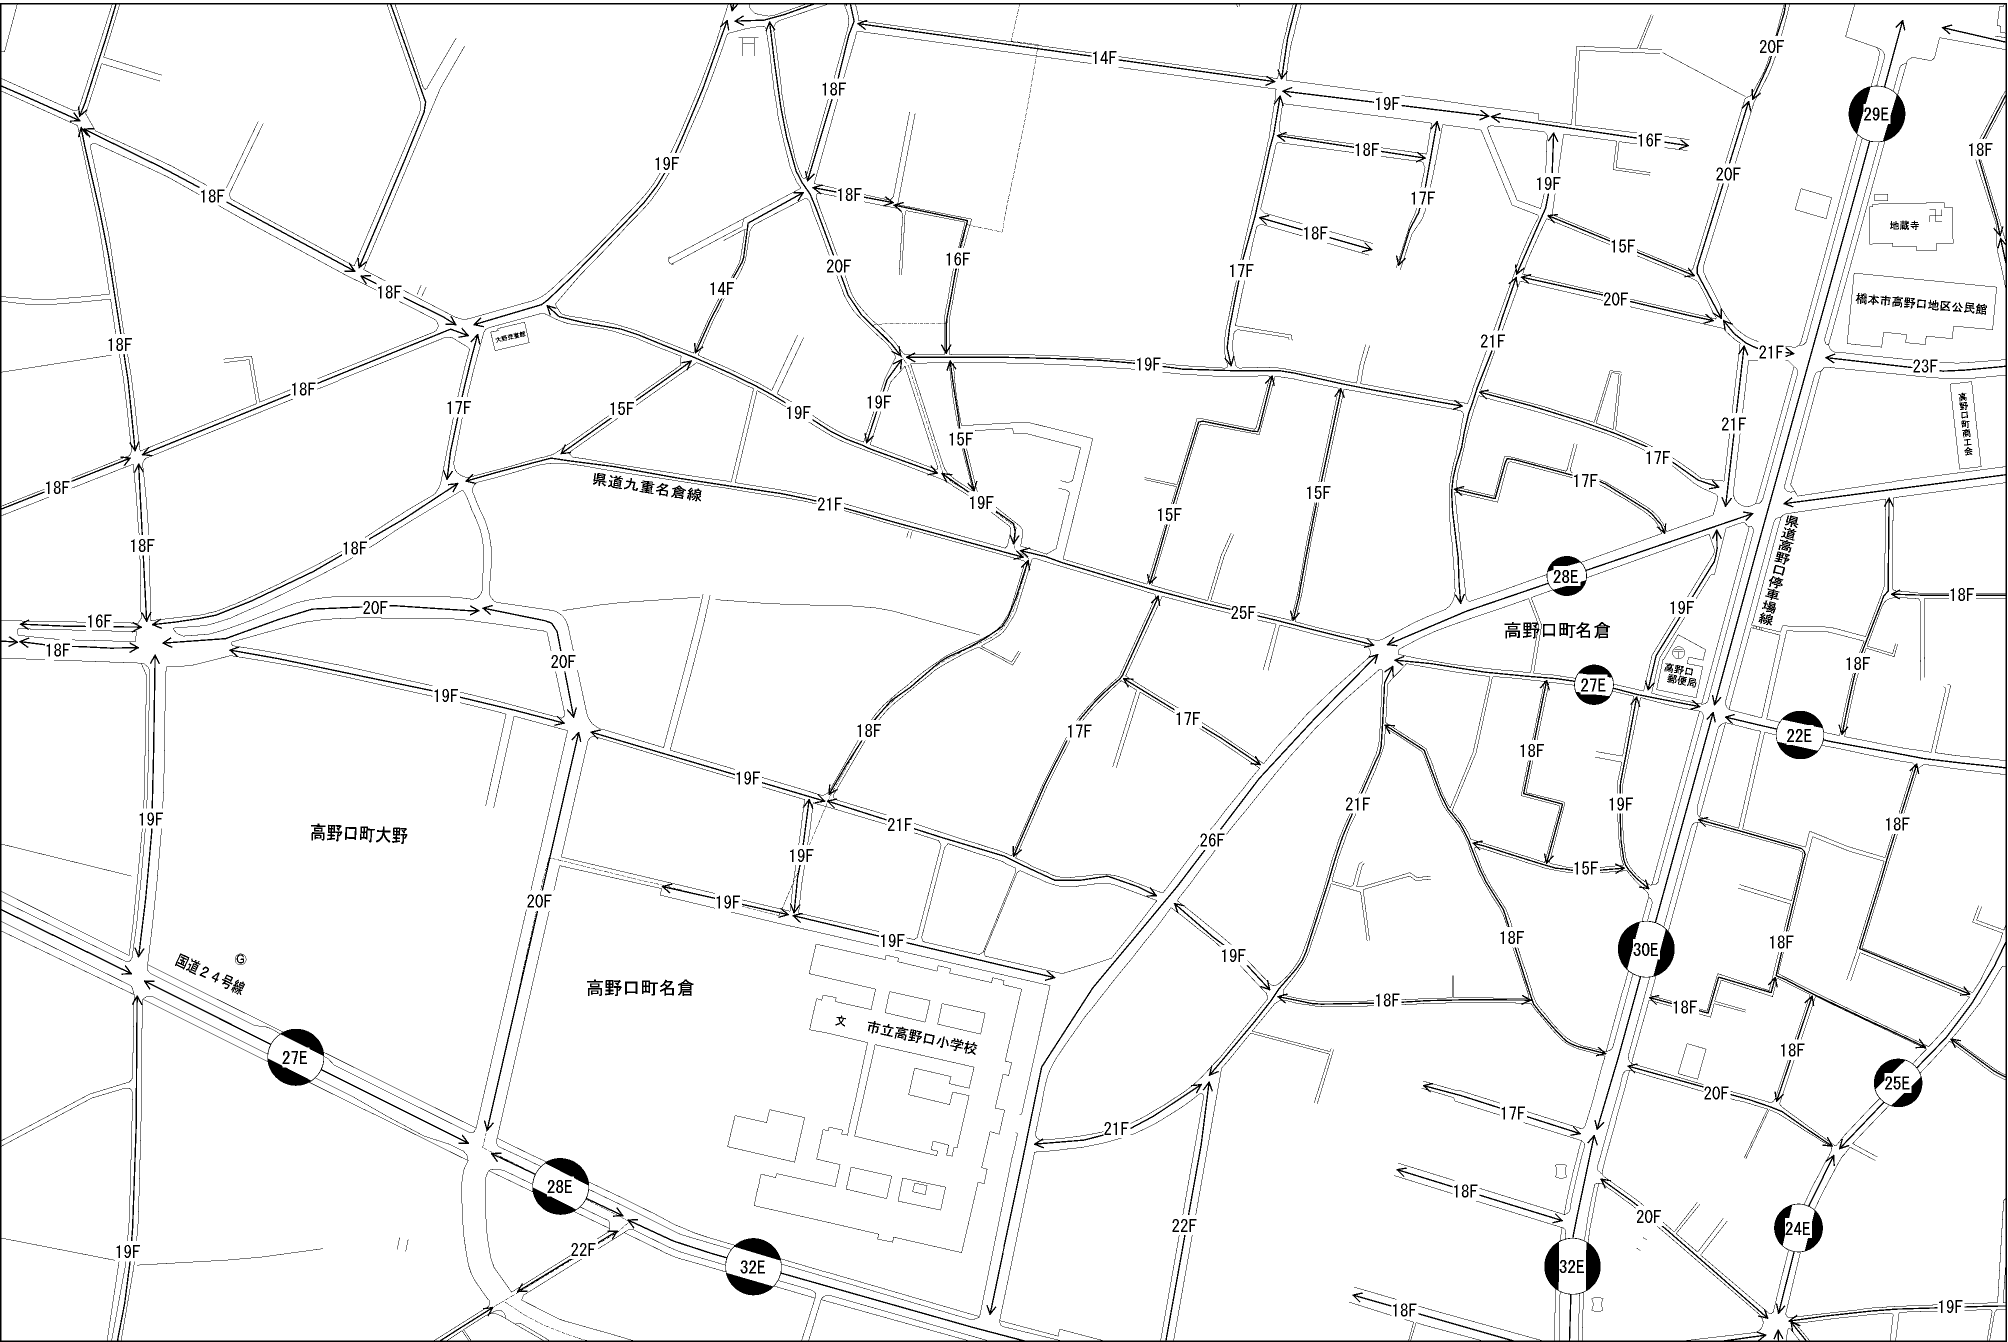 20F
14F
29E
18F
19F
16F
19F
18F
18F
20F
17F
18F
18F
19F
地蔵寺
18F
18F
15F
20F
16F
17F
18F
14F
20F
橋本市高野口地区公民館
大野児童館
18F
21F
21F
19F
23F
18F
17F
15F
19F
19F
21F
高野口町商工会
15F
17F
18F
県道九重名倉線
21F
19F
15F
15F
17F
18F
18F
県道高野口停車場線
28E
20F
25F
19F
18F
16F
18F
高野口町名倉
20F
18F
高野口
郵便局
27E
19F
18F
17F
17F
18F
22E
19F
21F
19F
19F
21F
18F
高野口町大野
26F
19F
15F
20F
19F
19F
18F
18F
30E
19F
国道24号線
G
高野口町名倉
18F
18F
文
市立高野口小学校
27E
18F
25E
20F
17F
21F
28E
18F
20F
22F
24E
19F
22F
32E
32E
18F
19F